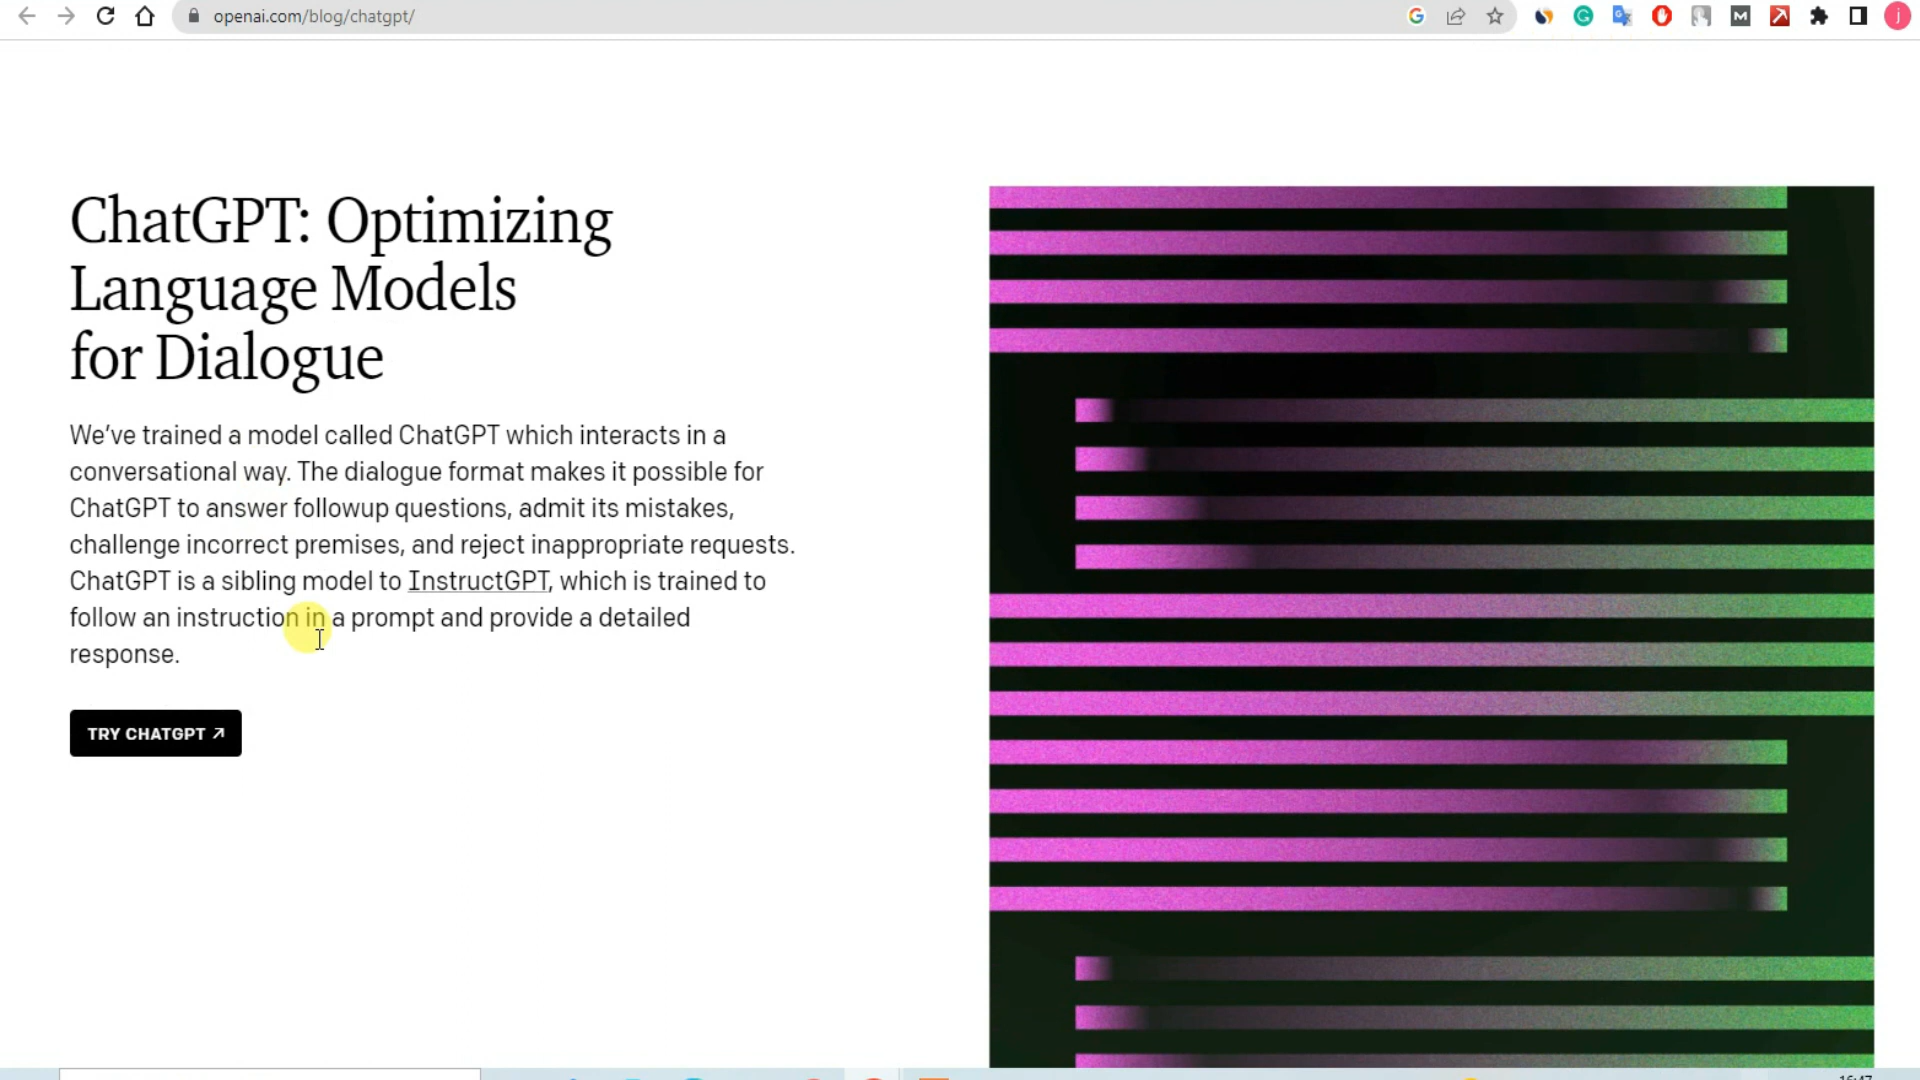 openai.com/blog/chatgpt/
ChatGPT: Optimizing
Language Models
for Dialogue
We’ve trained a model called ChatGPT which interacts in a
conversational way. The dialogue format makes it possible for
ChatGPT to answer followup questions, admit its mistakes,
challenge incorrect premises, and reject inappropriate requests.
ChatGPT is a sibling model to InstructGPT, which is trained to
follow an instruction in a prompt and provide a detailed
response.
TRY CHATGPT ↗